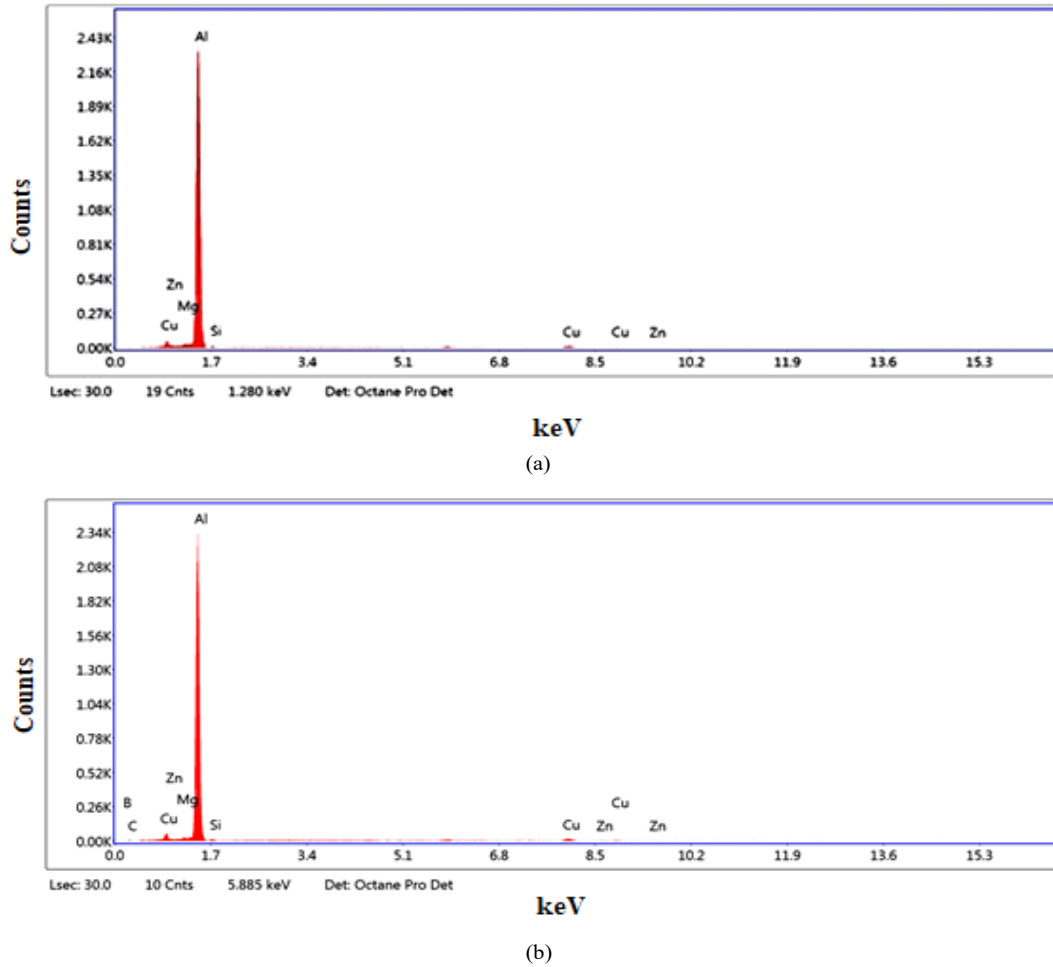 Counts
2.43K
2.16K
1.89K
1.62K
1.35K
1.08K
0.81K
0.54K
0.27K
0.00K
Al
Zn
Mg
Cu
Si
Cu
Cu
Zn
0.0 1.7 3.4 5.1 6.8 8.5 10.2 11.9 13.6 15.3
Lsec: 30.0 19 Cnts 1.280 keV Det: Octane Pro Det
keV
(a)
Counts
2.34K
2.08K
1.82K
1.56K
1.30K
1.04K
0.78K
0.52K
0.26K
0.00K
Al
Zn
B
Mg
C
Cu
Si
Cu
Cu
Zn
Zn
0.0 1.7 3.4 5.1 6.8 8.5 10.2 11.9 13.6 15.3
Lsec: 30.0 10 Cnts 5.885 keV Det: Octane Pro Det
keV
(b)